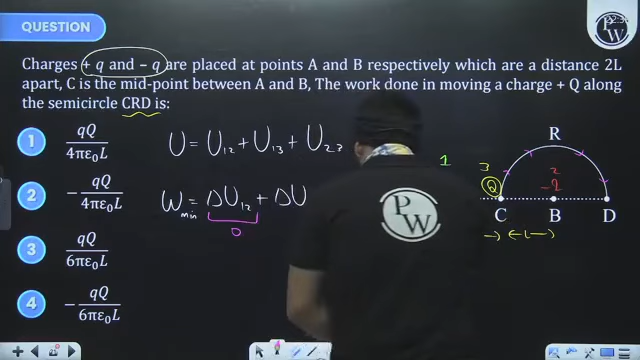 QUESTION
Charges + q and – q are placed at points A and B respectively which are a distance 2L
apart, C is the mid-point between A and B, The work done in moving a charge + Q along
the semicircle CRD is:
1 qQ/4πε₀L
2 −qQ/4πε₀L
3 qQ/6πε₀L
4 −qQ/6πε₀L
U = U₁₂ + U₁₃ + U₂₃
W_min = ΔU₁₂ + ΔU
0
1
R
3
Q
2
-q
C B D
L
PW
PW